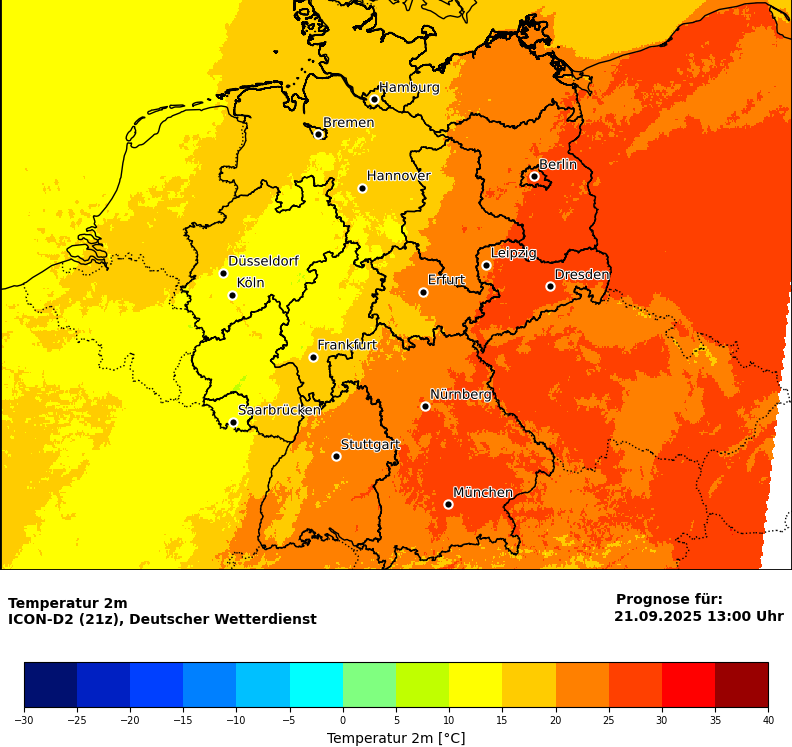 Hamburg
Bremen
Berlin
Hannover
Leipzig
Düsseldorf
Dresden
Köln
Erfurt
Frankfurt
Nürnberg
Saarbrücken
Stuttgart
München
Temperatur 2m
ICON-D2 (21z), Deutscher Wetterdienst
Prognose für:
21.09.2025 13:00 Uhr
−30 −25 −20 −15 −10 −5 0 5 10 15 20 25 30 35 40
Temperatur 2m [°C]